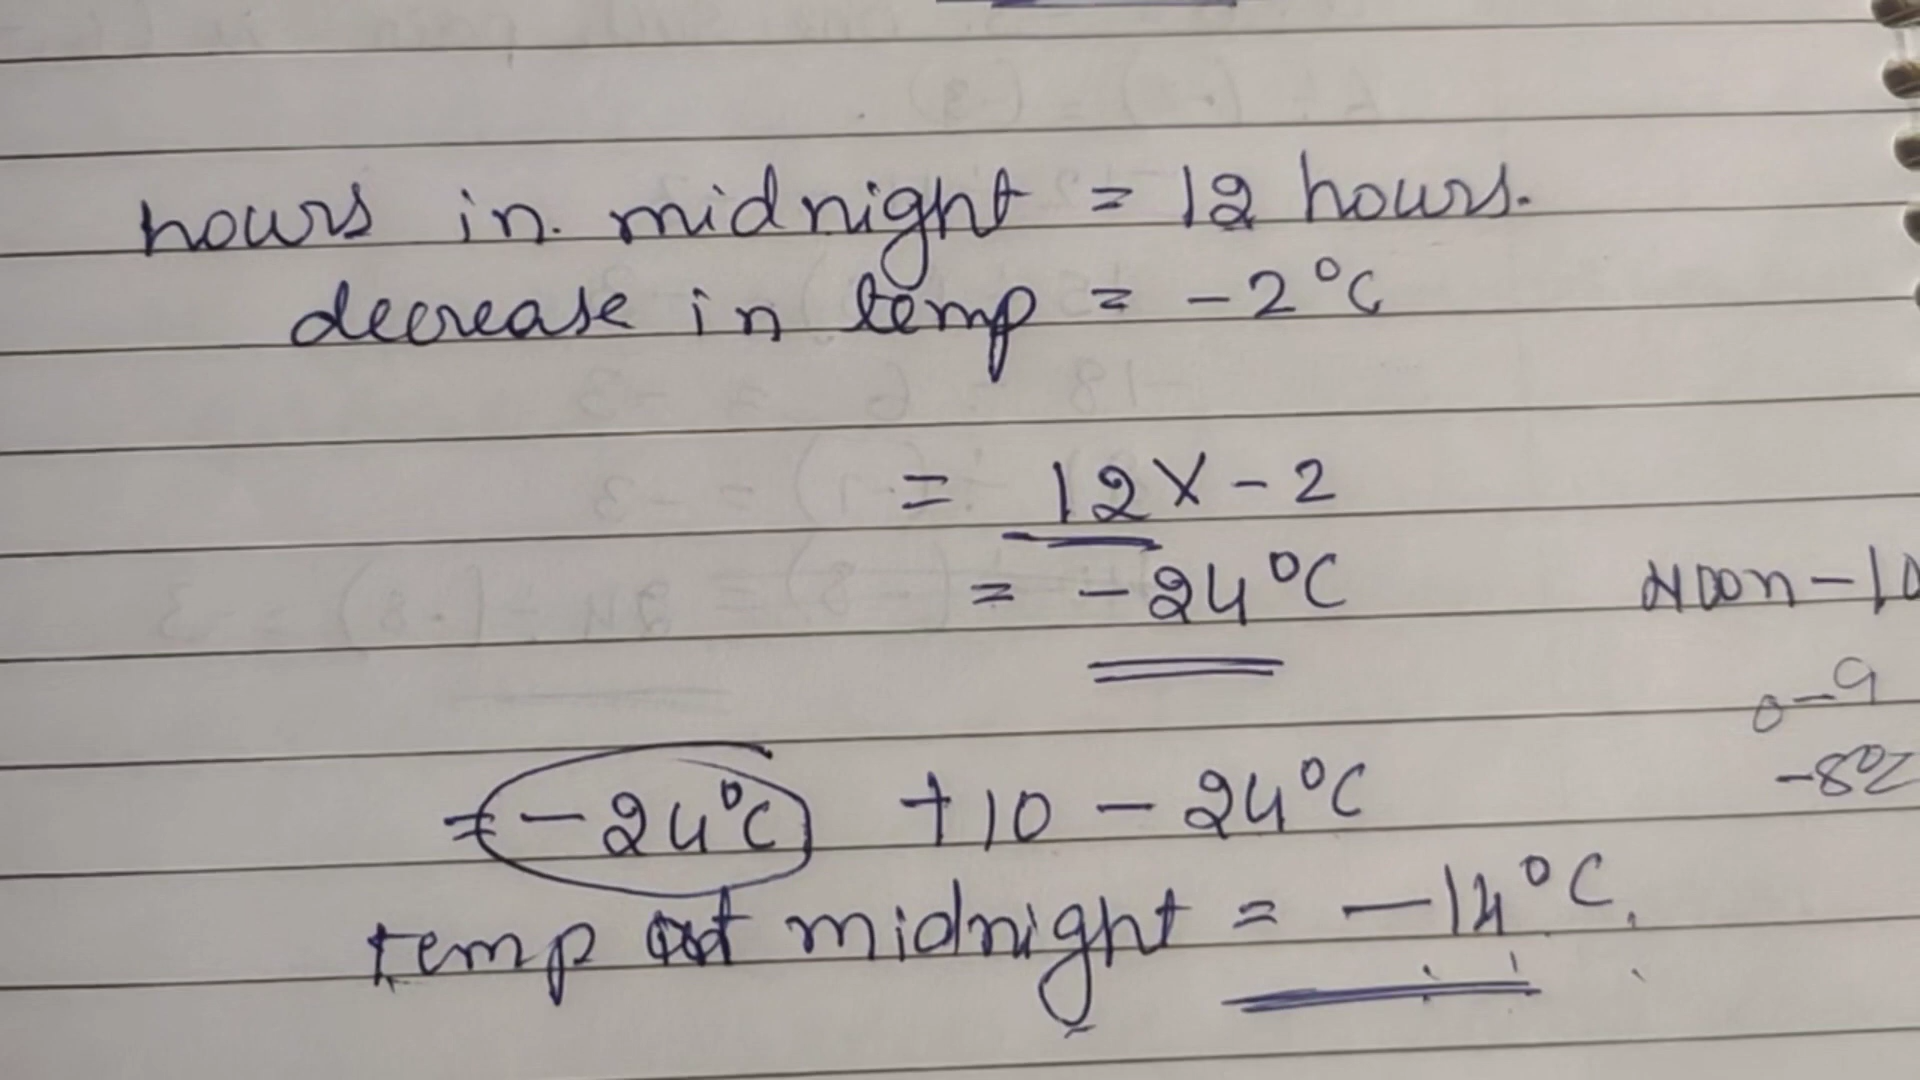 hours in midnight = 12 hours.
decrease in temp = -2°C
= 12 X - 2
= -24°C
Noon - 10
= -24°C +10 - 24°C
temp at midnight = -14°C.